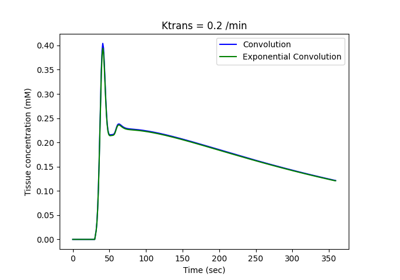 Ktrans = 0.2 /min
Convolution
Exponential Convolution
Tissue concentration (mM)
0.40
0.35
0.30
0.25
0.20
0.15
0.10
0.05
0.00
0 50 100 150 200 250 300 350
Time (sec)